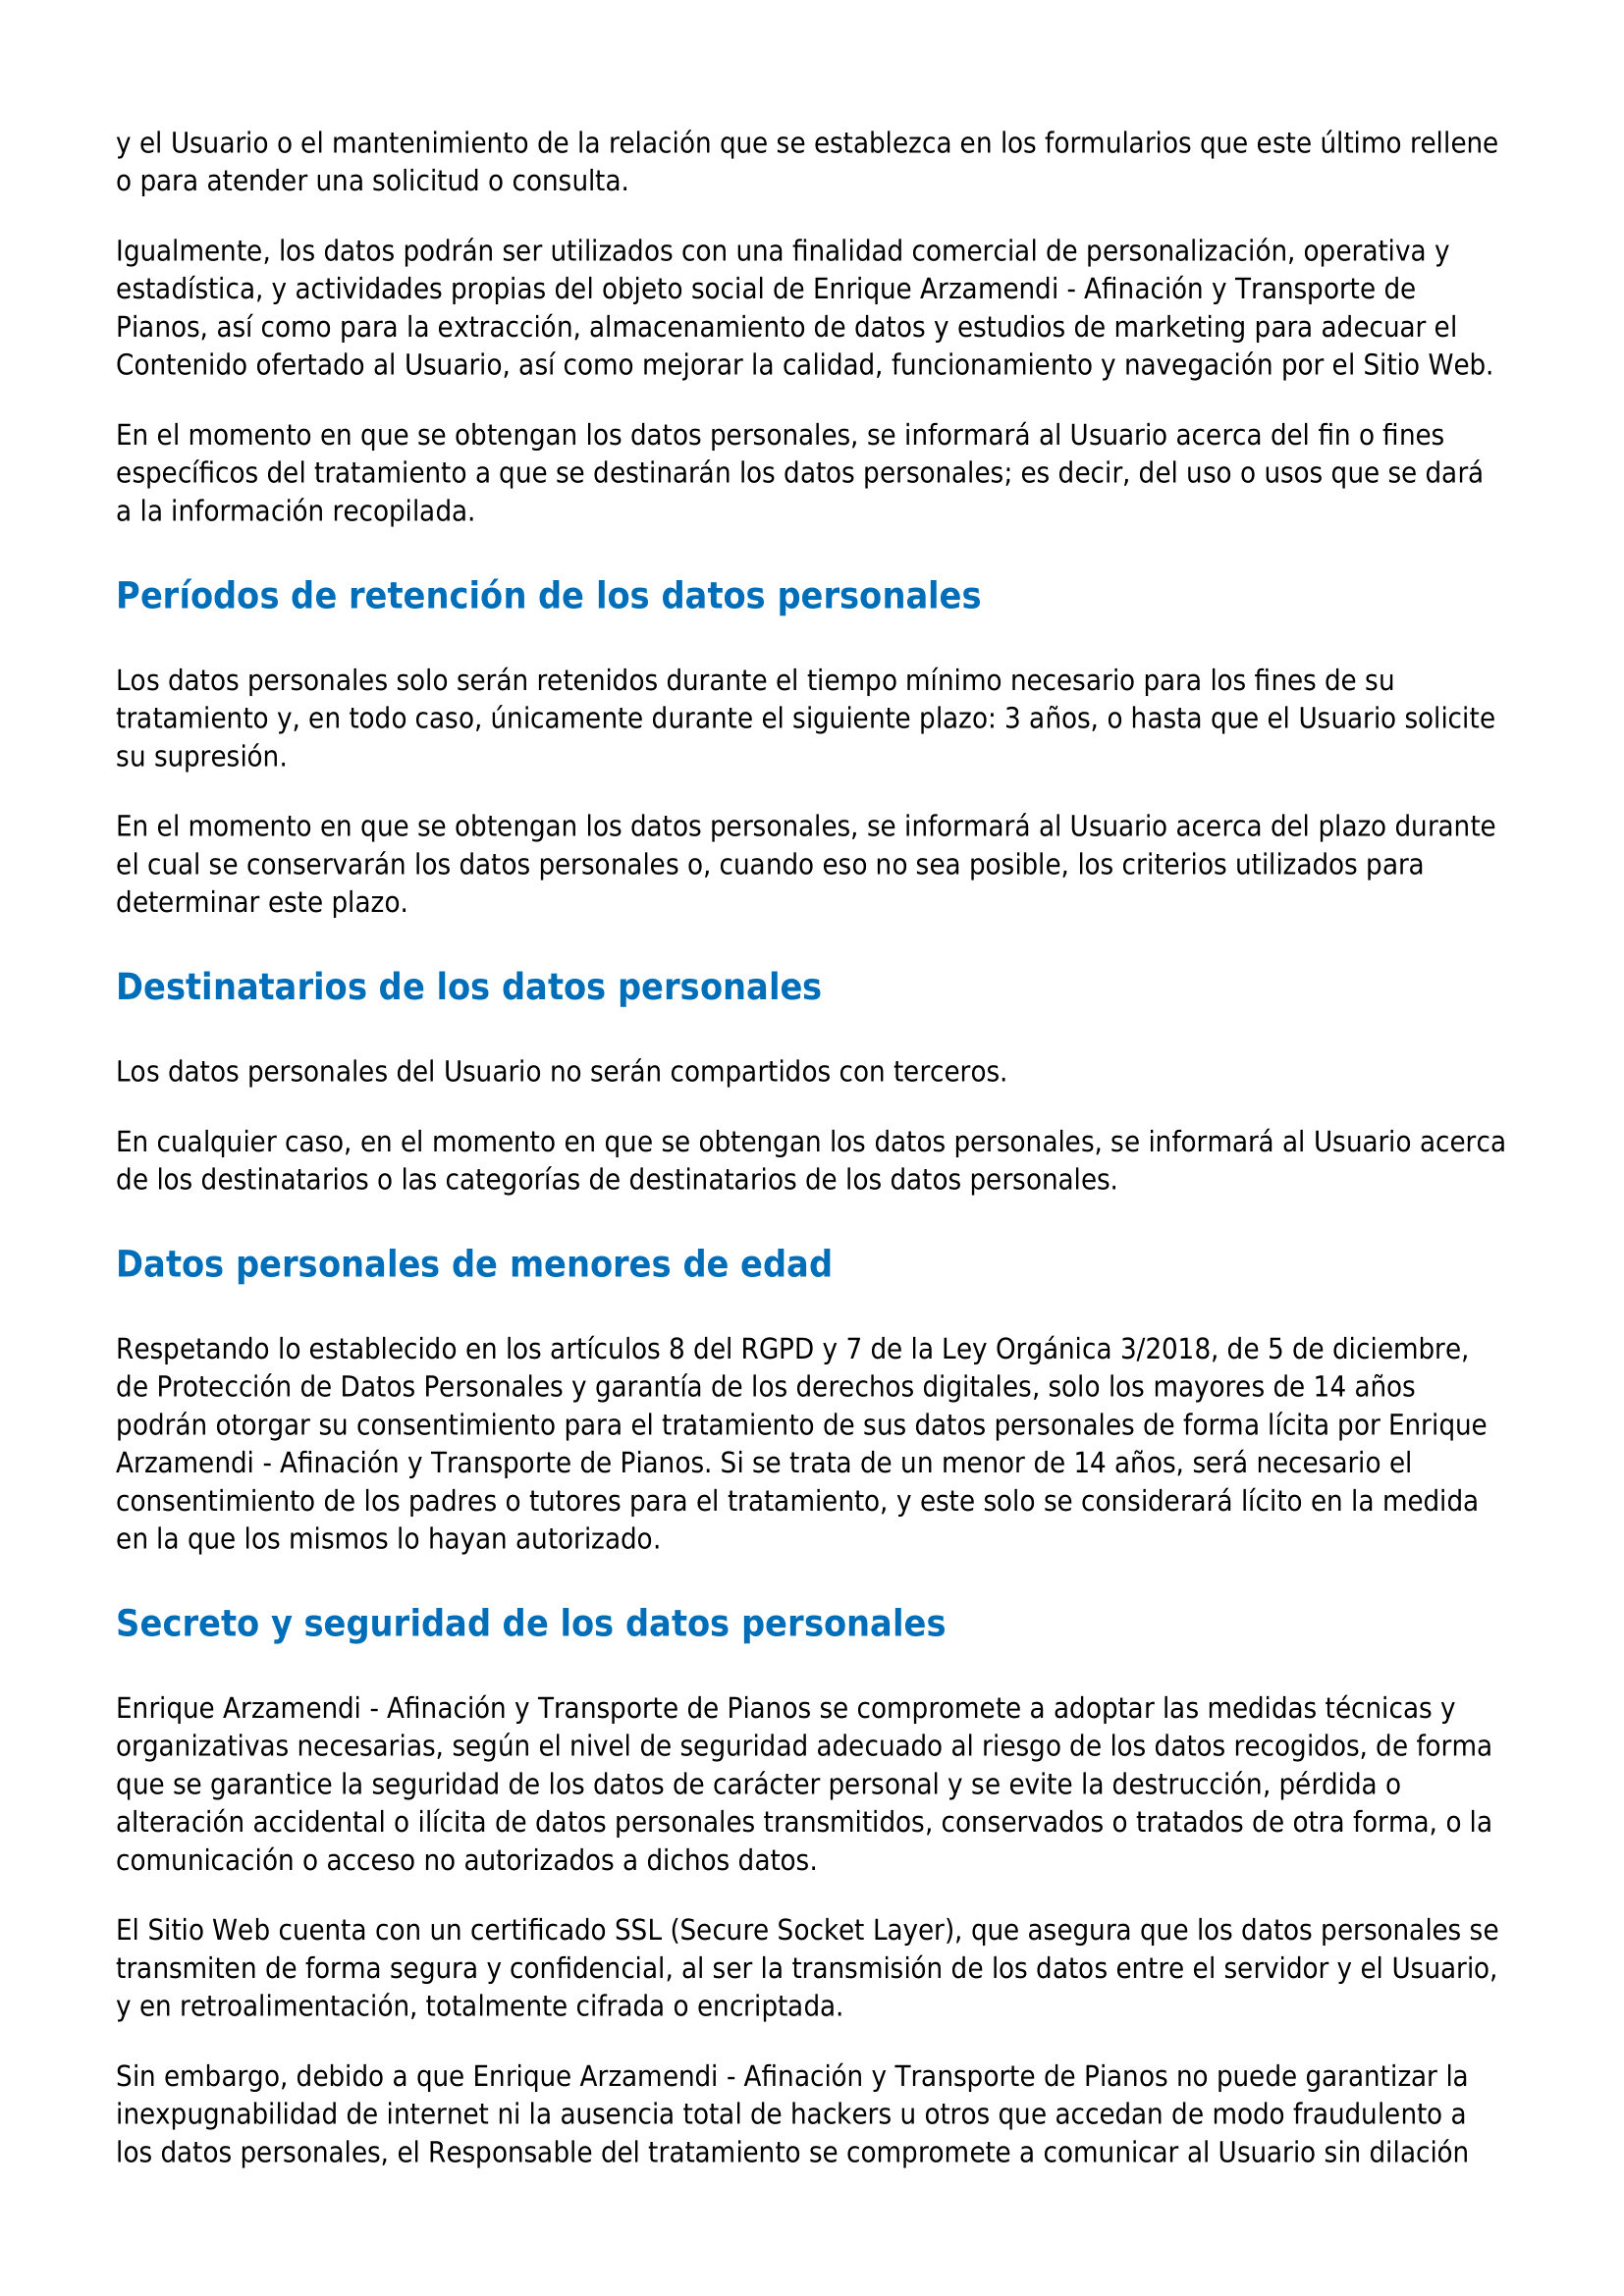 y el Usuario o el mantenimiento de la relación que se establezca en los formularios que este último rellene
o para atender una solicitud o consulta.
Igualmente, los datos podrán ser utilizados con una finalidad comercial de personalización, operativa y
estadística, y actividades propias del objeto social de Enrique Arzamendi - Afinación y Transporte de
Pianos, así como para la extracción, almacenamiento de datos y estudios de marketing para adecuar el
Contenido ofertado al Usuario, así como mejorar la calidad, funcionamiento y navegación por el Sitio Web.
En el momento en que se obtengan los datos personales, se informará al Usuario acerca del fin o fines
específicos del tratamiento a que se destinarán los datos personales; es decir, del uso o usos que se dará
a la información recopilada.
Períodos de retención de los datos personales
Los datos personales solo serán retenidos durante el tiempo mínimo necesario para los fines de su
tratamiento y, en todo caso, únicamente durante el siguiente plazo: 3 años, o hasta que el Usuario solicite
su supresión.
En el momento en que se obtengan los datos personales, se informará al Usuario acerca del plazo durante
el cual se conservarán los datos personales o, cuando eso no sea posible, los criterios utilizados para
determinar este plazo.
Destinatarios de los datos personales
Los datos personales del Usuario no serán compartidos con terceros.
En cualquier caso, en el momento en que se obtengan los datos personales, se informará al Usuario acerca
de los destinatarios o las categorías de destinatarios de los datos personales.
Datos personales de menores de edad
Respetando lo establecido en los artículos 8 del RGPD y 7 de la Ley Orgánica 3/2018, de 5 de diciembre,
de Protección de Datos Personales y garantía de los derechos digitales, solo los mayores de 14 años
podrán otorgar su consentimiento para el tratamiento de sus datos personales de forma lícita por Enrique
Arzamendi - Afinación y Transporte de Pianos. Si se trata de un menor de 14 años, será necesario el
consentimiento de los padres o tutores para el tratamiento, y este solo se considerará lícito en la medida
en la que los mismos lo hayan autorizado.
Secreto y seguridad de los datos personales
Enrique Arzamendi - Afinación y Transporte de Pianos se compromete a adoptar las medidas técnicas y
organizativas necesarias, según el nivel de seguridad adecuado al riesgo de los datos recogidos, de forma
que se garantice la seguridad de los datos de carácter personal y se evite la destrucción, pérdida o
alteración accidental o ilícita de datos personales transmitidos, conservados o tratados de otra forma, o la
comunicación o acceso no autorizados a dichos datos.
El Sitio Web cuenta con un certificado SSL (Secure Socket Layer), que asegura que los datos personales se
transmiten de forma segura y confidencial, al ser la transmisión de los datos entre el servidor y el Usuario,
y en retroalimentación, totalmente cifrada o encriptada.
Sin embargo, debido a que Enrique Arzamendi - Afinación y Transporte de Pianos no puede garantizar la
inexpugnabilidad de internet ni la ausencia total de hackers u otros que accedan de modo fraudulento a
los datos personales, el Responsable del tratamiento se compromete a comunicar al Usuario sin dilación